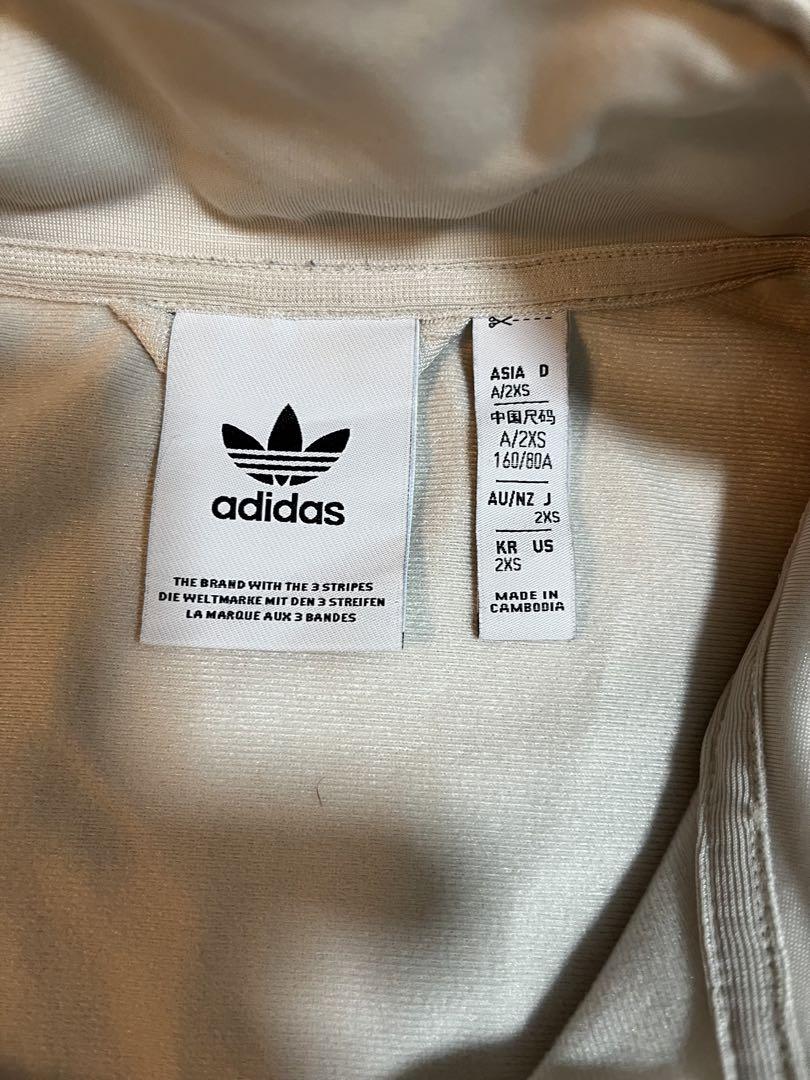 adidas
THE BRAND WITH THE 3 STRIPES
DIE WELTMARKE MIT DEN 3 STREIFEN
LA MARQUE AUX 3 BANDES
ASIA D
A/2XS
中国尺码
A/2XS
160/80A
AU/NZ J
2XS
KR US
2XS
MADE IN
CAMBODIA